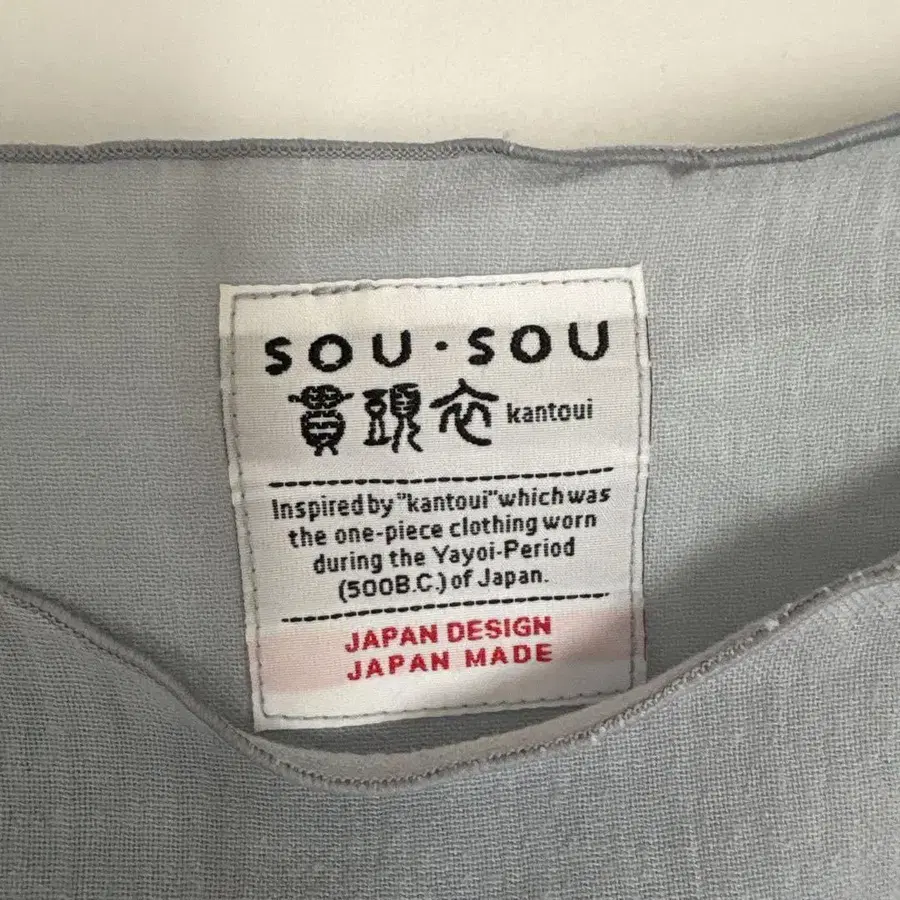 SOU・SOU
貫頭衣 kantoui
Inspired by "kantoui" which was
the one-piece clothing worn
during the Yayoi-Period
(500B.C.) of Japan.
JAPAN DESIGN
JAPAN MADE